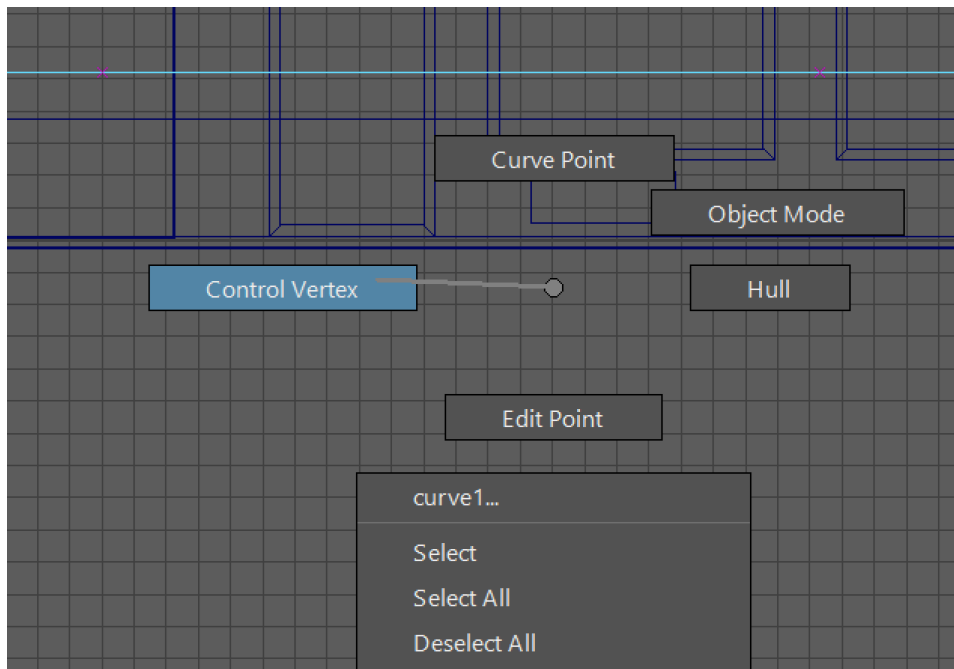 Curve Point
Object Mode
Control Vertex
Hull
Edit Point
curve1...
Select
Select All
Deselect All